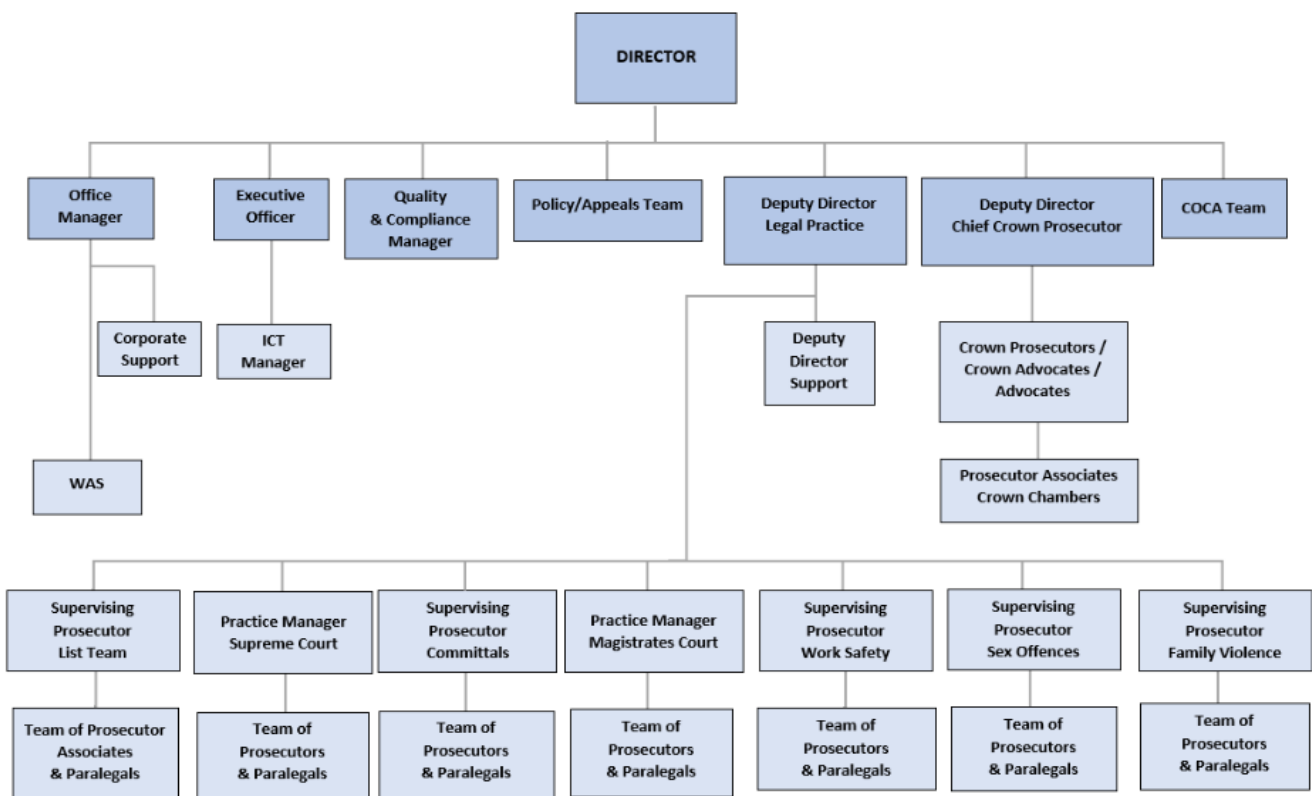 DIRECTOR
Office
Manager
Executive
Officer
Quality
& Compliance
Manager
Policy/Appeals Team
Deputy Director
Legal Practice
Deputy Director
Chief Crown Prosecutor
COCA Team
Corporate
Support
ICT
Manager
Deputy
Director
Support
Crown Prosecutors /
Crown Advocates /
Advocates
WAS
Prosecutor Associates
Crown Chambers
Supervising
Prosecutor
List Team
Practice Manager
Supreme Court
Supervising
Prosecutor
Committals
Practice Manager
Magistrates Court
Supervising
Prosecutor
Work Safety
Supervising
Prosecutor
Sex Offences
Supervising
Prosecutor
Family Violence
Team of Prosecutor
Associates
& Paralegals
Team of
Prosecutors
& Paralegals
Team of
Prosecutors
& Paralegals
Team of
Prosecutors
& Paralegals
Team of
Prosecutors
& Paralegals
Team of
Prosecutors
& Paralegals
Team of
Prosecutors
& Paralegals